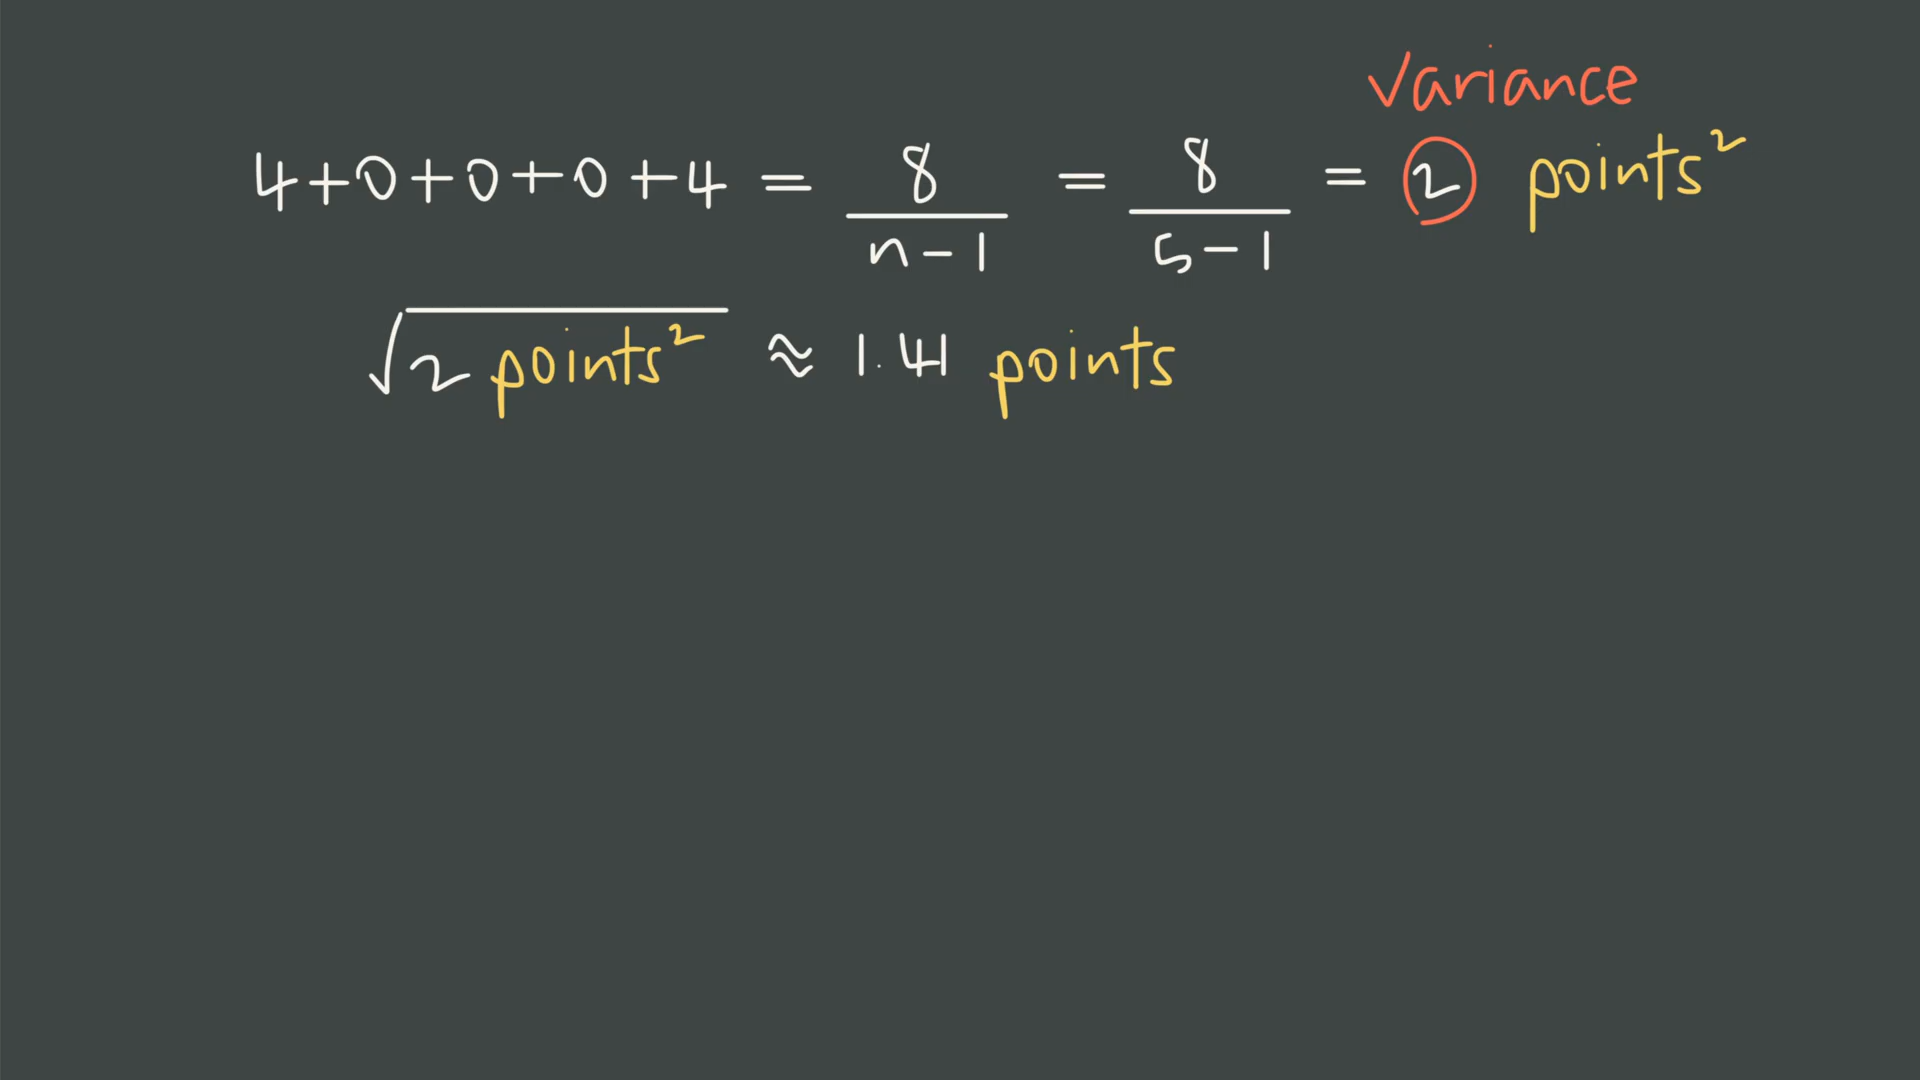 variance
4+0+0+0+4 = 8/(n-1) = 8/(5-1) = 2 points²
√(2 points²) ≈ 1.41 points